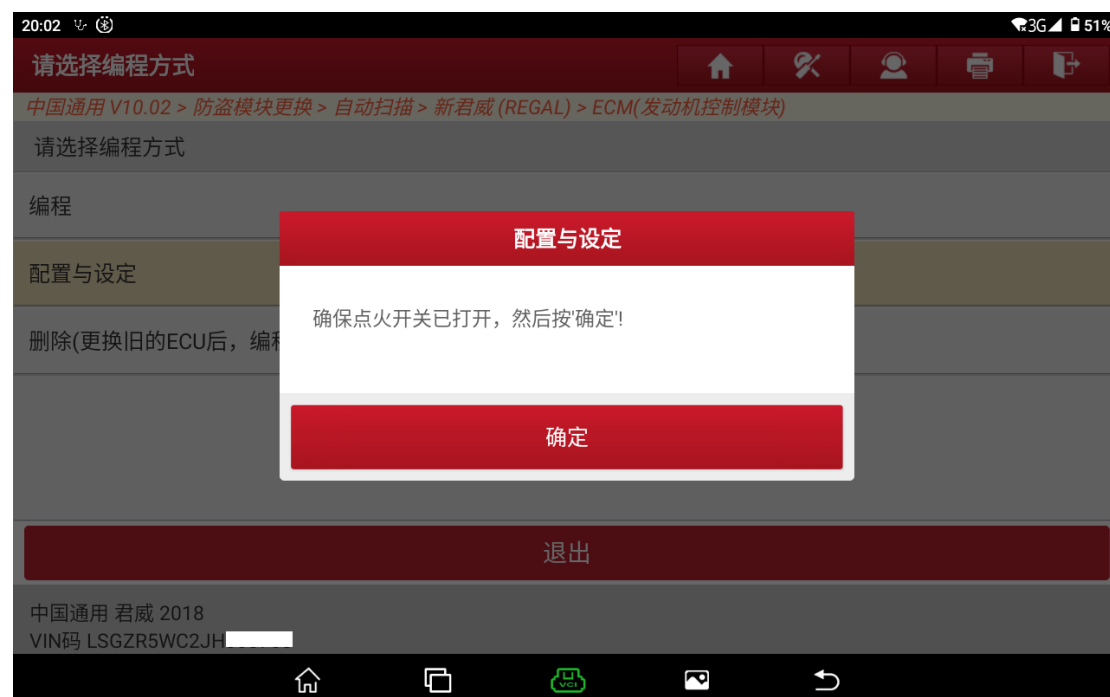 20:02
3G
51%
请选择编程方式
中国通用 V10.02 > 防盗模块更换 > 自动扫描 > 新君威 (REGAL) > ECM(发动机控制模块)
请选择编程方式
编程
配置与设定
配置与设定
确保点火开关已打开，然后按'确定'!
删除(更换旧的ECU后，编
确定
退出
中国通用 君威 2018
VIN码 LSGZR5WC2JH
VCI